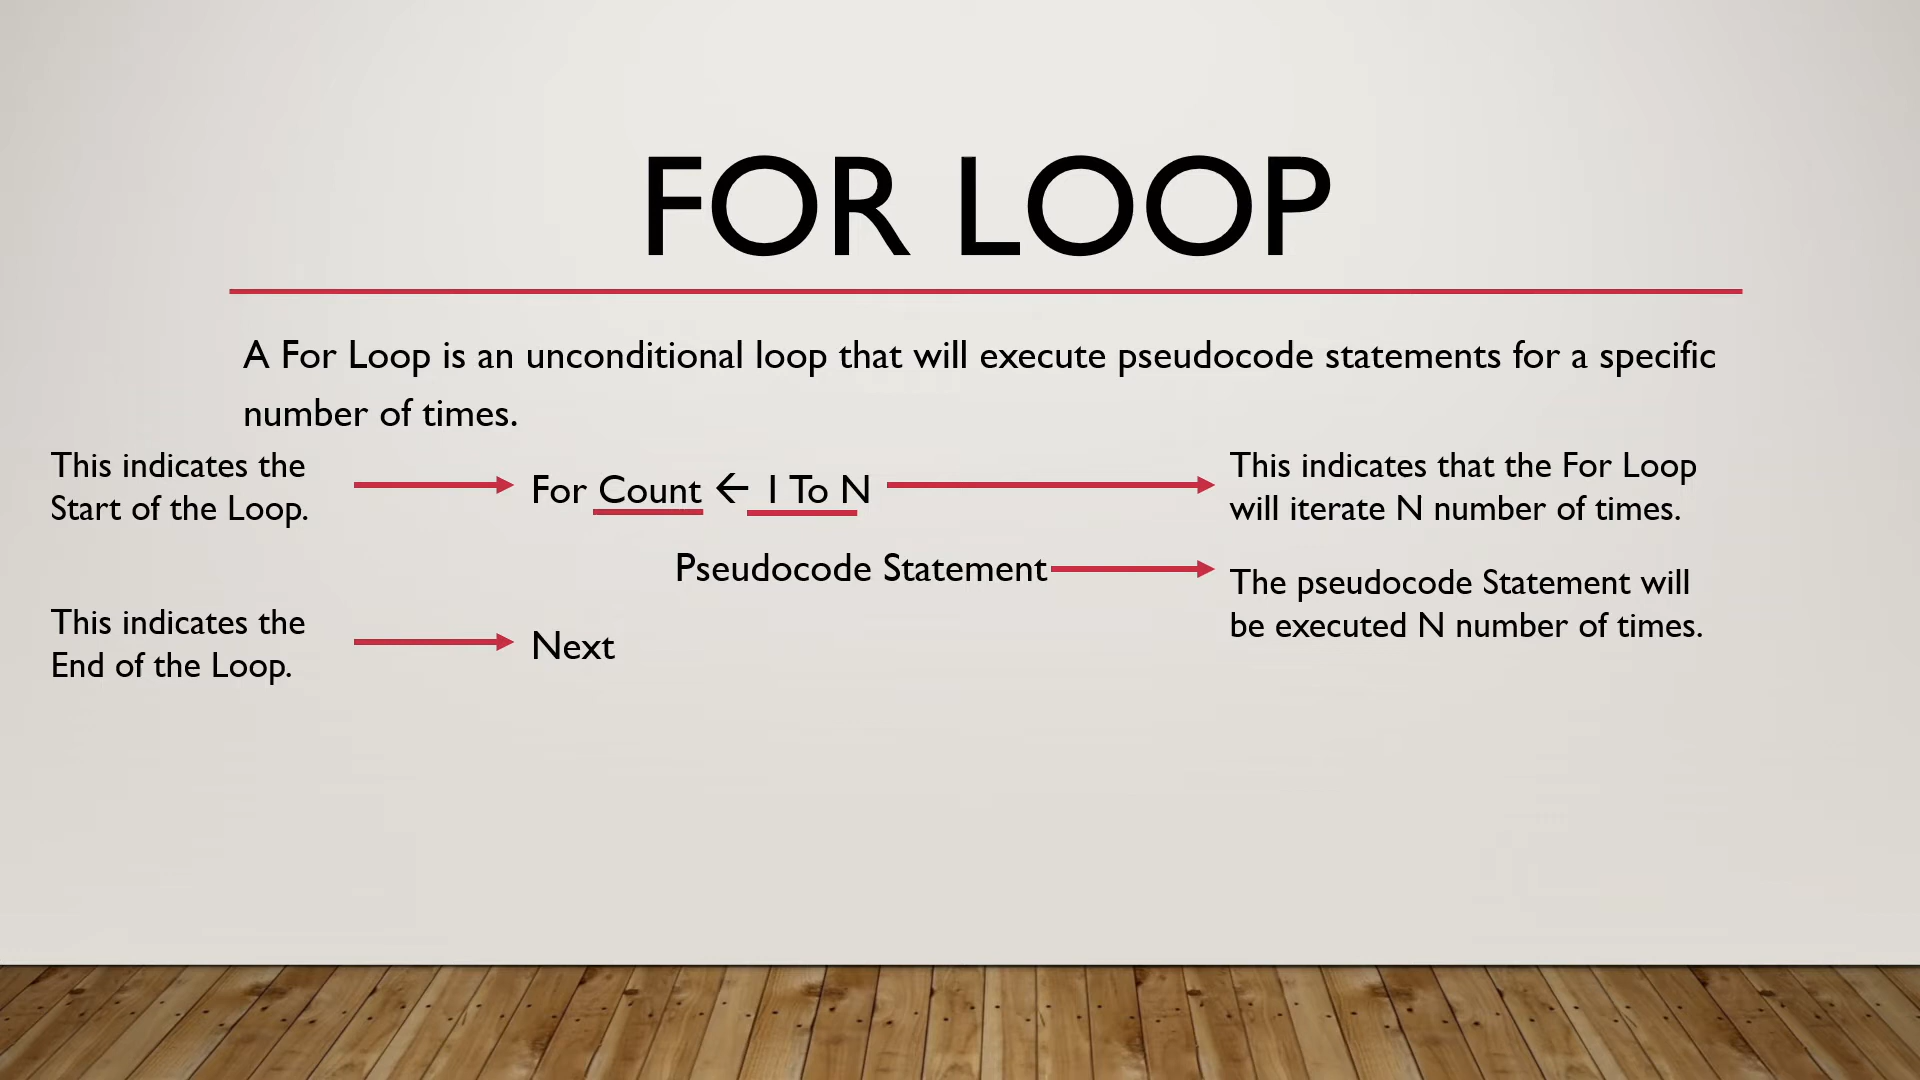 FOR LOOP
A For Loop is an unconditional loop that will execute pseudocode statements for a specific
number of times.
This indicates the
Start of the Loop.
For Count ← 1 To N
This indicates that the For Loop
will iterate N number of times.
Pseudocode Statement
The pseudocode Statement will
be executed N number of times.
This indicates the
End of the Loop.
Next